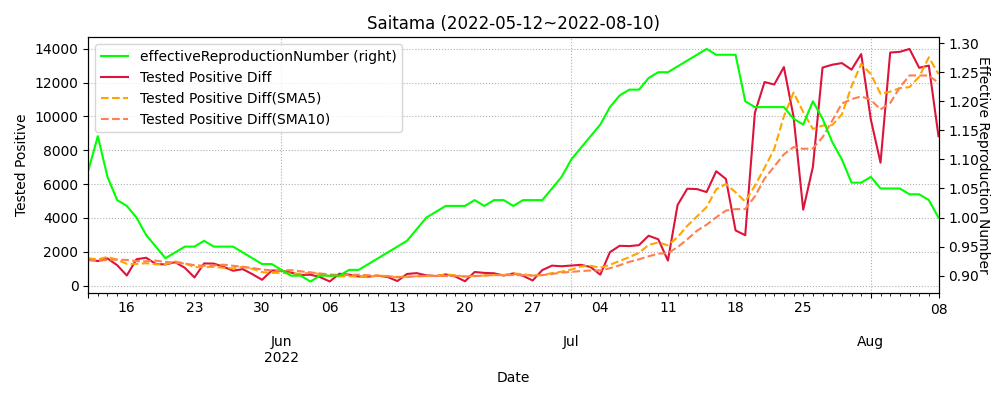 Saitama (2022-05-12~2022-08-10)
effectiveReproductionNumber (right)
Tested Positive Diff
Tested Positive Diff(SMA5)
Tested Positive Diff(SMA10)
Tested Positive
14000
12000
10000
8000
6000
4000
2000
0
1.30
1.25
1.20
1.15
1.10
1.05
1.00
0.95
0.90
Effective Reproduction Number
16 23 30 06 13 20 27 04 11 18 25 08
Jun Jul Aug
2022
Date